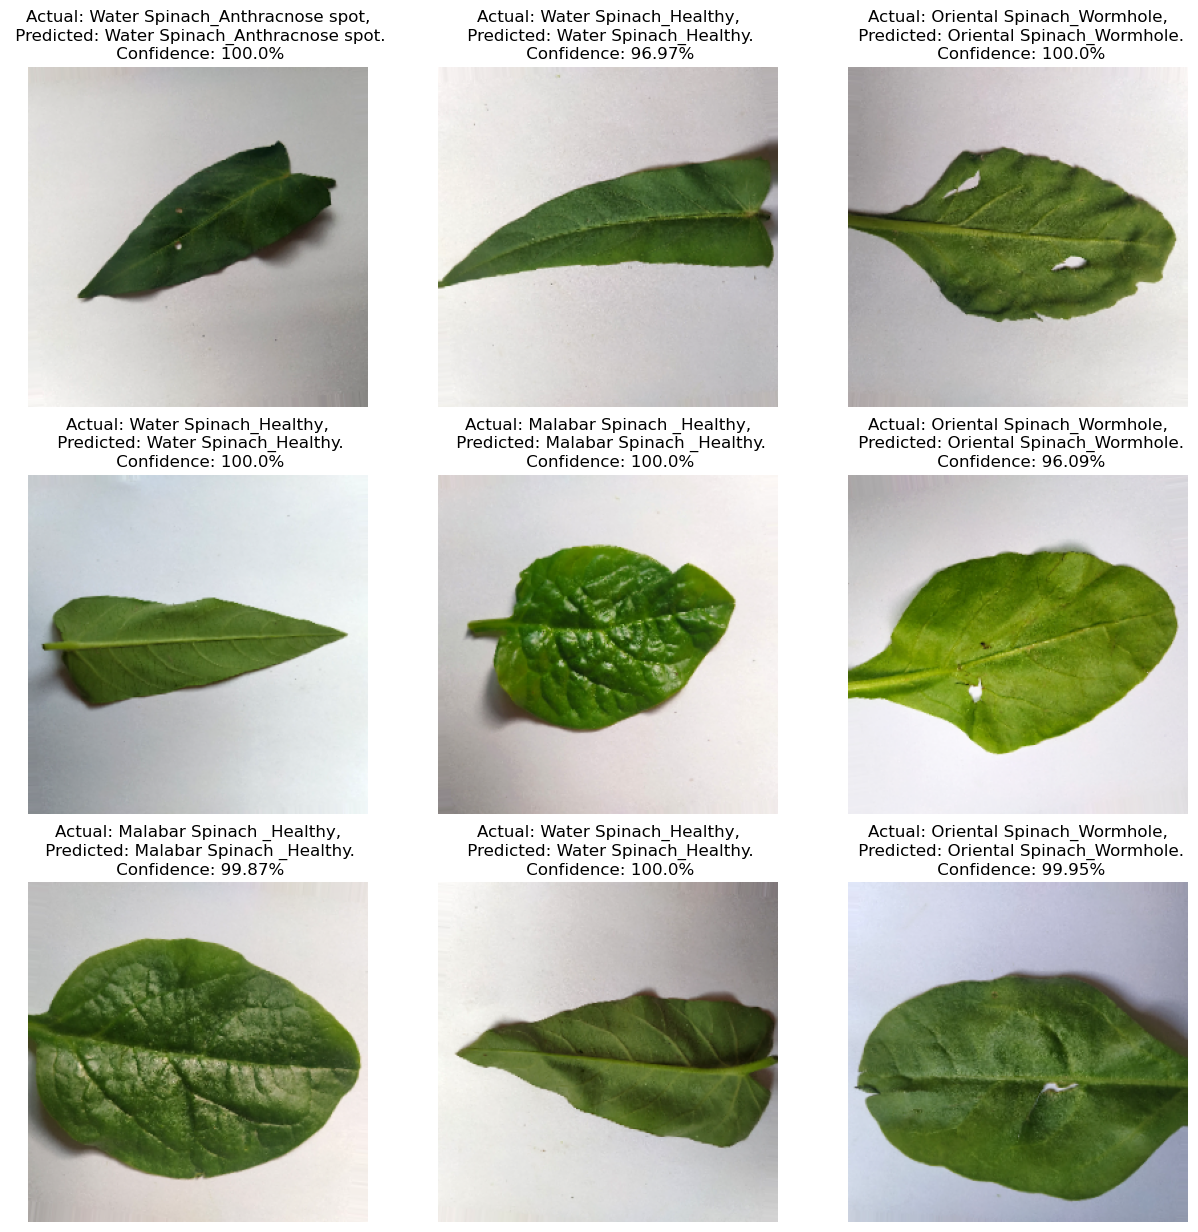 Actual: Water Spinach_Anthracnose spot,
Predicted: Water Spinach_Anthracnose spot.
Confidence: 100.0%
Actual: Water Spinach_Healthy,
Predicted: Water Spinach_Healthy.
Confidence: 96.97%
Actual: Oriental Spinach_Wormhole,
Predicted: Oriental Spinach_Wormhole.
Confidence: 100.0%
Actual: Water Spinach_Healthy,
Predicted: Water Spinach_Healthy.
Confidence: 100.0%
Actual: Malabar Spinach _Healthy,
Predicted: Malabar Spinach _Healthy.
Confidence: 100.0%
Actual: Oriental Spinach_Wormhole,
Predicted: Oriental Spinach_Wormhole.
Confidence: 96.09%
Actual: Malabar Spinach _Healthy,
Predicted: Malabar Spinach _Healthy.
Confidence: 99.87%
Actual: Water Spinach_Healthy,
Predicted: Water Spinach_Healthy.
Confidence: 100.0%
Actual: Oriental Spinach_Wormhole,
Predicted: Oriental Spinach_Wormhole.
Confidence: 99.95%